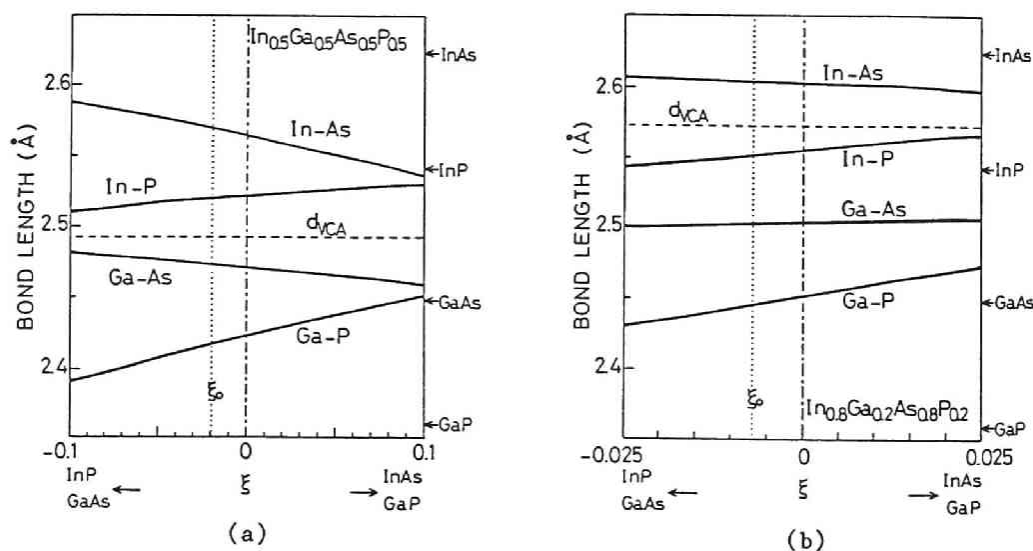 In0.5Ga0.5As0.5P0.5
BOND LENGTH (Å)
2.6
2.5
2.4
In-As
In-P
dVCA
Ga-As
Ga-P
ξ0
←InAs
←InP
←GaAs
←GaP
-0.1 0 0.1
InP
GaAs ← ξ → InAs
GaP
(a)
BOND LENGTH (Å)
2.6
2.5
2.4
In-As
dVCA
In-P
Ga-As
Ga-P
ξ0
In0.8Ga0.2As0.8P0.2
←InAs
←InP
←GaAs
←GaP
-0.025 0 0.025
InP
GaAs ← ξ → InAs
GaP
(b)